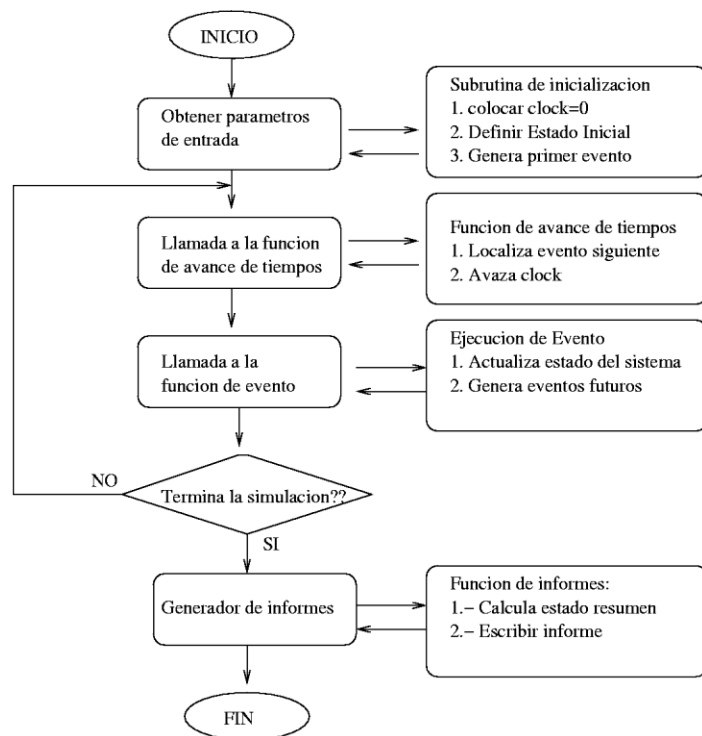 INICIO
Obtener parametros
de entrada
Subrutina de inicializacion
1. colocar clock=0
2. Definir Estado Inicial
3. Genera primer evento
Llamada a la funcion
de avance de tiempos
Funcion de avance de tiempos
1. Localiza evento siguiente
2. Avaza clock
Llamada a la
funcion de evento
Ejecucion de Evento
1. Actualiza estado del sistema
2. Genera eventos futuros
NO
Termina la simulacion??
SI
Generador de informes
Funcion de informes:
1.− Calcula estado resumen
2.− Escribir informe
FIN